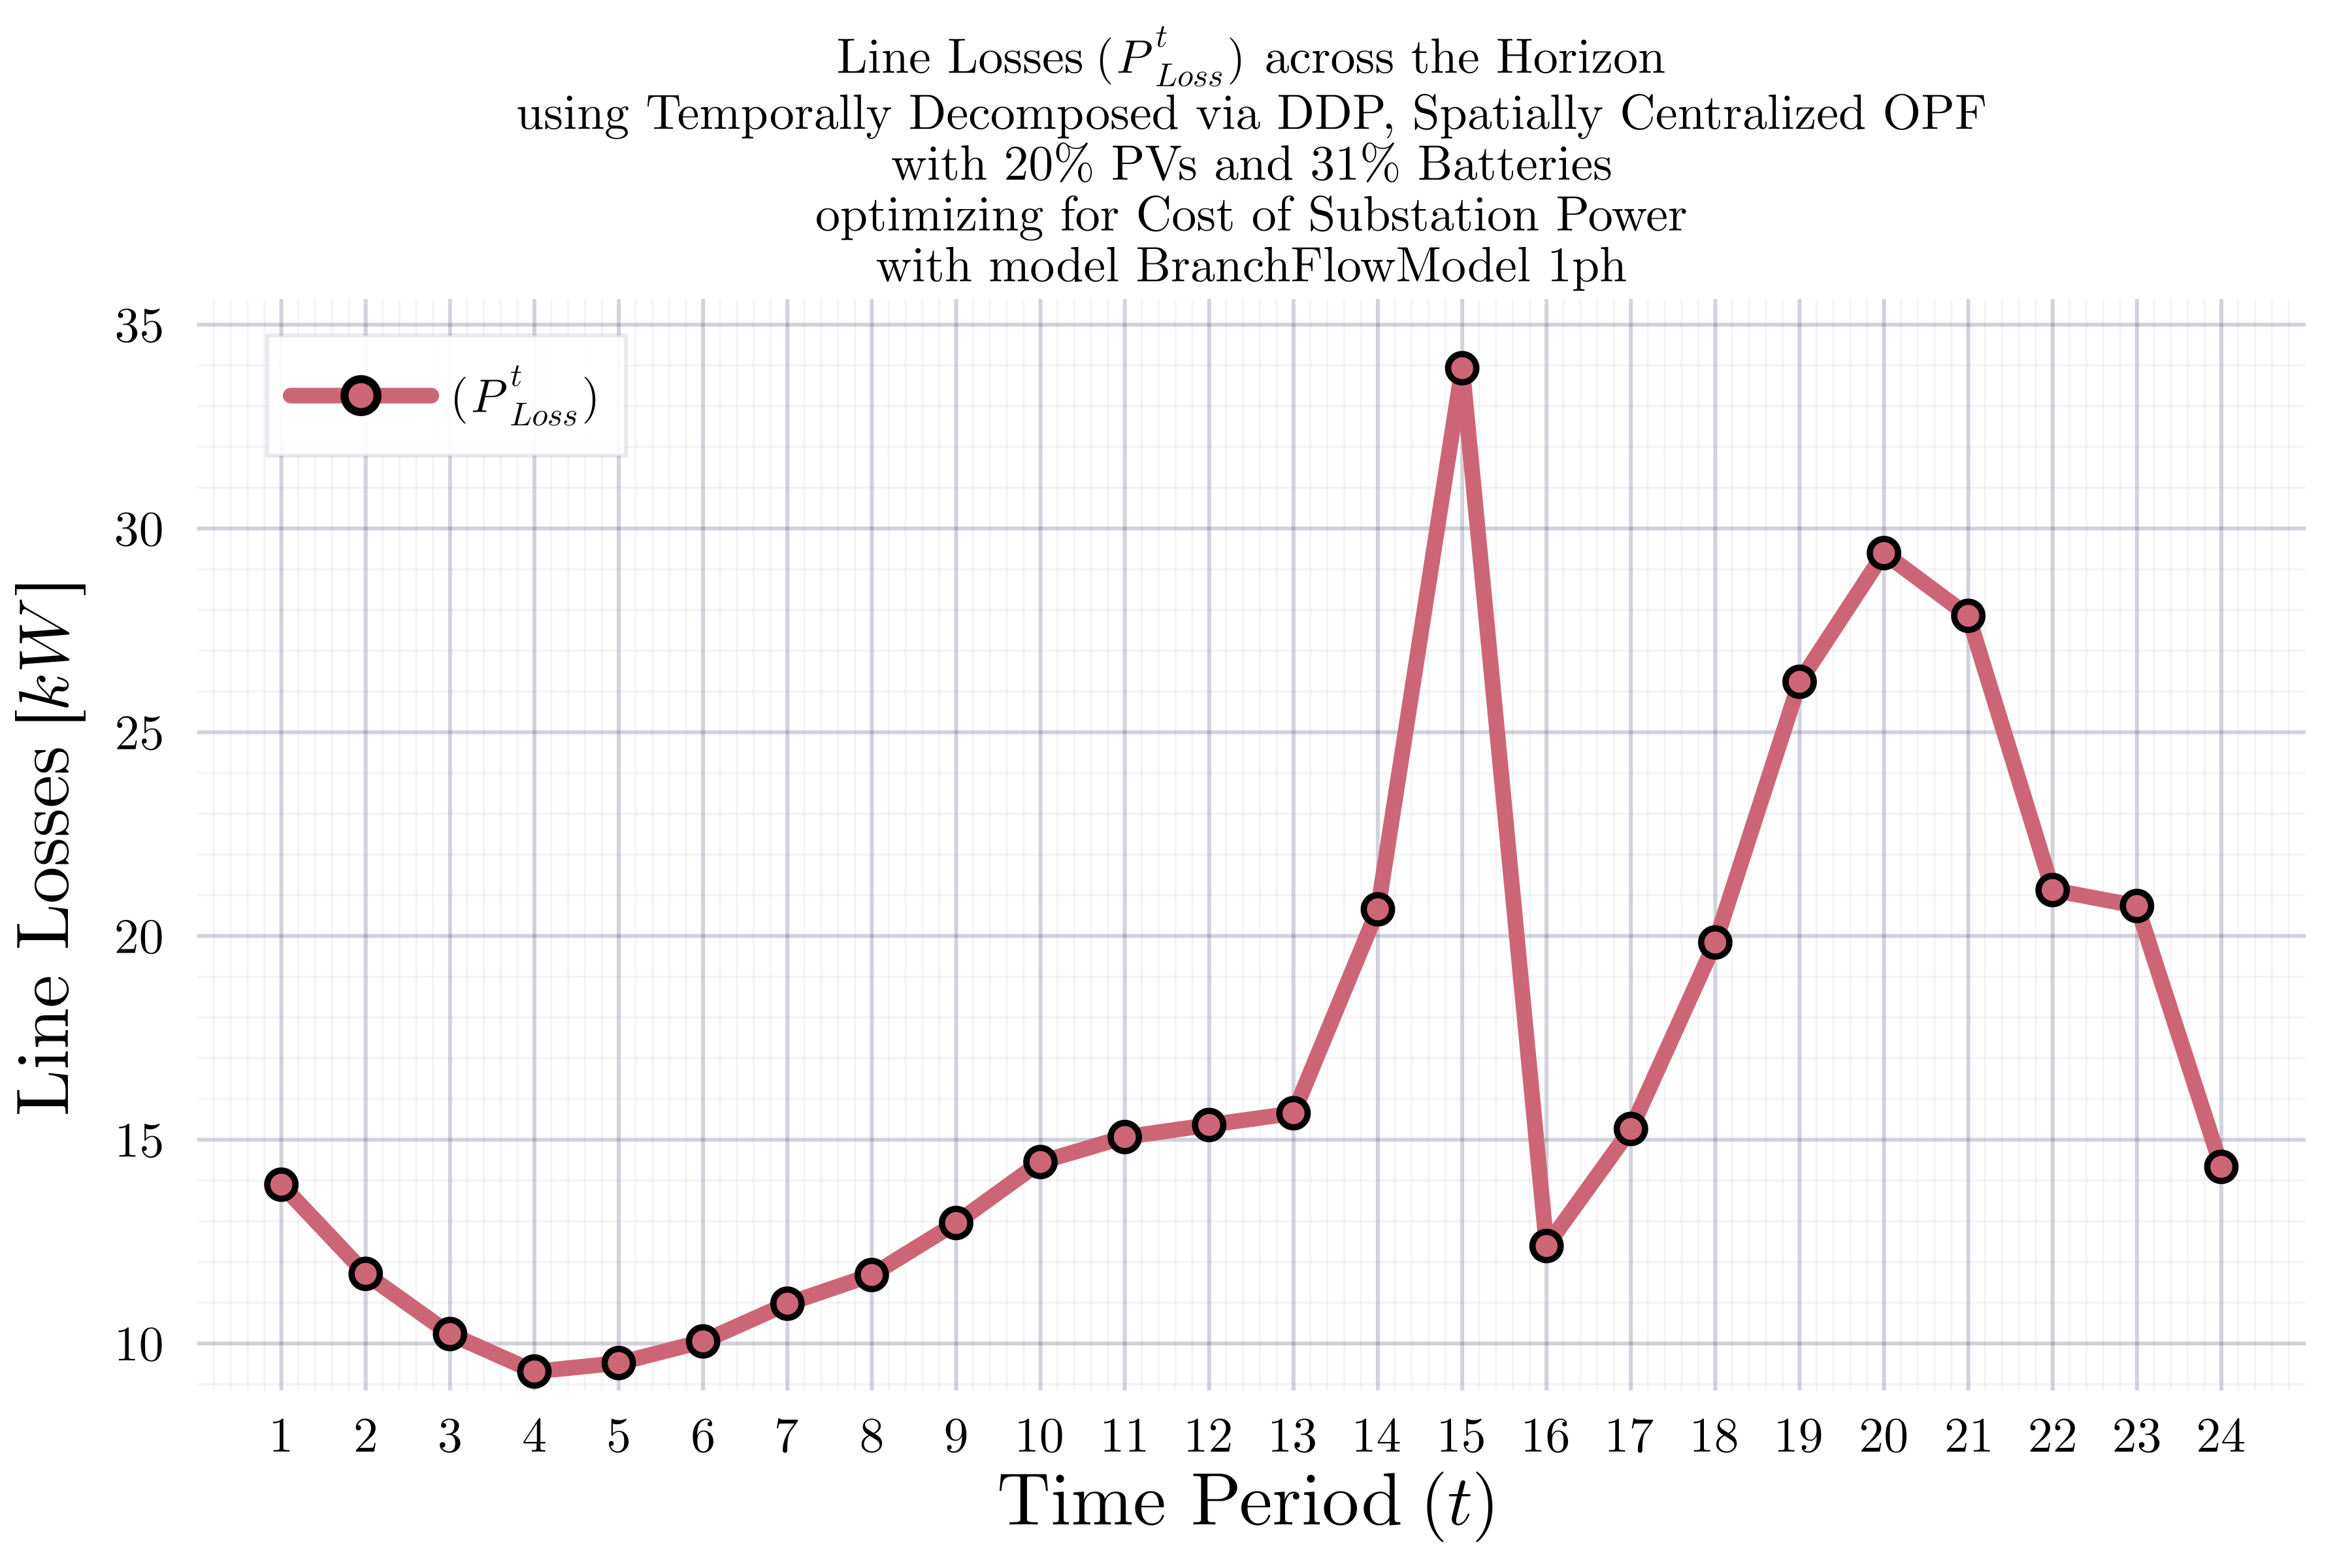 Line Losses (P^t_Loss) across the Horizon
using Temporally Decomposed via DDP, Spatially Centralized OPF
with 20% PVs and 31% Batteries
optimizing for Cost of Substation Power
with model BranchFlowModel 1ph
(P^t_Loss)
Line Losses [kW]
35
30
25
20
15
10
1 2 3 4 5 6 7 8 9 10 11 12 13 14 15 16 17 18 19 20 21 22 23 24
Time Period (t)